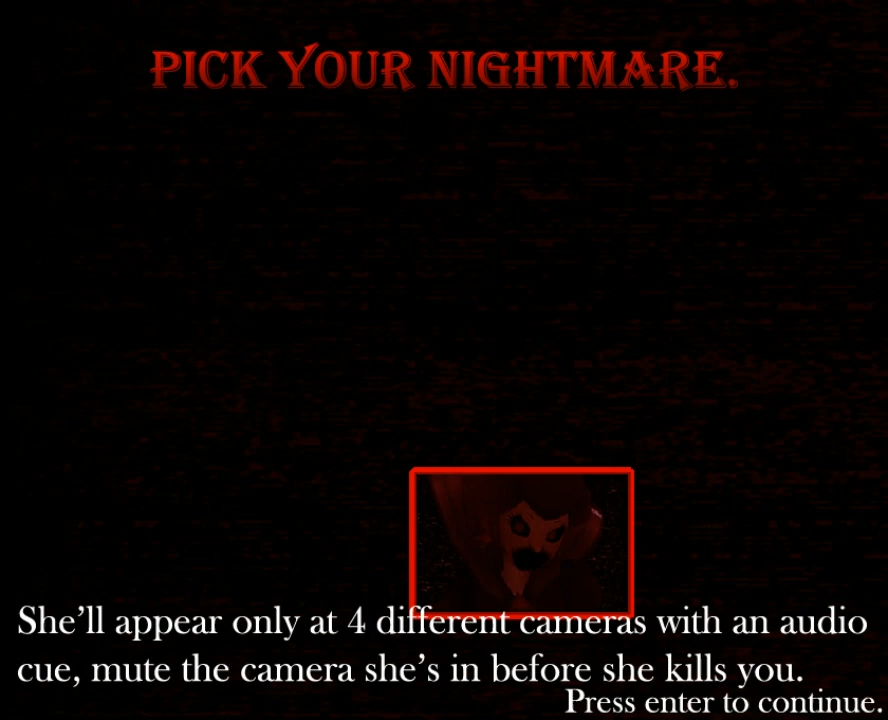 PICK YOUR NIGHTMARE.
She'll appear only at 4 different cameras with an audio
cue, mute the camera she's in before she kills you.
Press enter to continue.